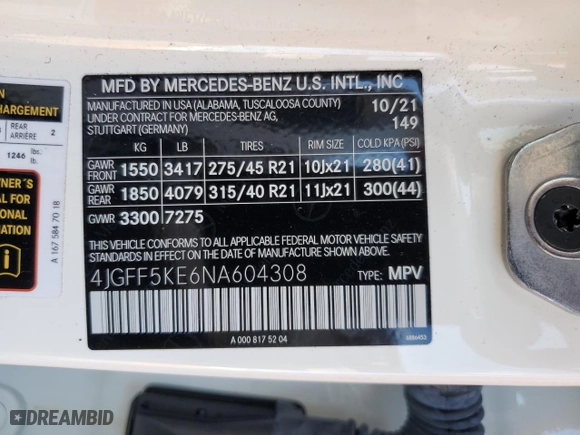 N
CHARGEMENT
REAR
ARRIÈRE 2
1246 lbs.
lb.
NER'S
AL FOR
IONAL
ATION
A 167 584 70 18
MFD BY MERCEDES-BENZ U.S. INTL., INC
MANUFACTURED IN USA (ALABAMA, TUSCALOOSA COUNTY) 10/21
UNDER CONTRACT FOR MERCEDES-BENZ AG, 149
STUTTGART (GERMANY)
KG LB TIRES RIM SIZE COLD KPA (PSI)
GAWR FRONT 1550 3417 275/45 R21 10Jx21 280(41)
GAWR REAR 1850 4079 315/40 R21 11Jx21 300(44)
GVWR 3300 7275
THIS VEHICLE CONFORMS TO ALL APPLICABLE FEDERAL MOTOR VEHICLE
SAFETY STANDARDS IN EFFECT ON THE DATE OF MANUFACTURE SHOWN ABOVE.
4JGFF5KE6NA604308 TYPE: MPV
A 000 817 52 04
DREAMBID